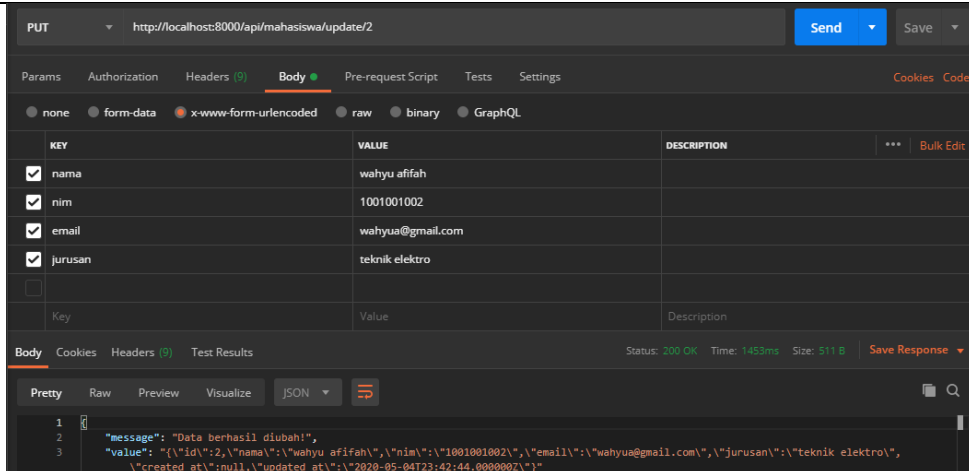 PUT http://localhost:8000/api/mahasiswa/update/2 Send Save
Params Authorization Headers (9) Body Pre-request Script Tests Settings Cookies Code
none form-data x-www-form-urlencoded raw binary GraphQL
KEY VALUE DESCRIPTION ••• Bulk Edit
nama wahyu afifah
nim 1001001002
email wahyua@gmail.com
jurusan teknik elektro
Key Value Description
Body Cookies Headers (9) Test Results Status: 200 OK Time: 1453ms Size: 511 B Save Response
Pretty Raw Preview Visualize JSON
1 {
2 "message": "Data berhasil diubah!",
3 "value": "{\"id\":2,\"nama\":\"wahyu afifah\",\"nim\":\"1001001002\",\"email\":\"wahyua@gmail.com\",\"jurusan\":\"teknik elektro\",
\"created_at\":null,\"updated_at\":\"2020-05-04T23:42:44.000000Z\"}"